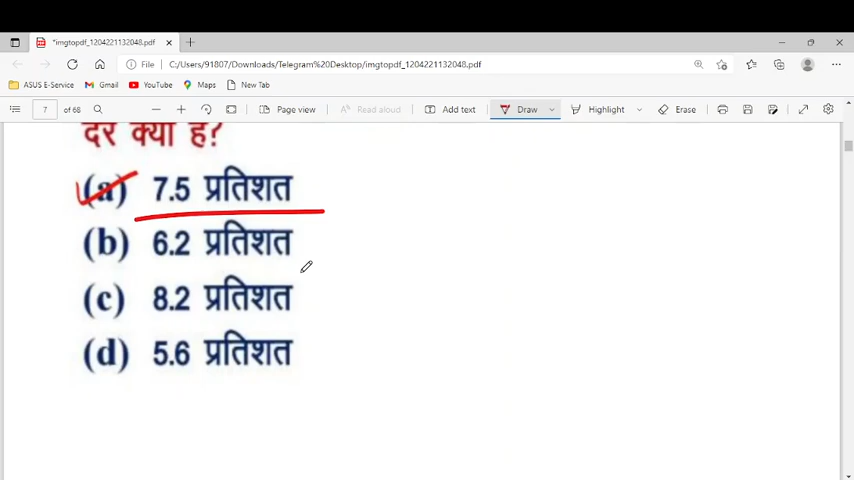 *imgtopdf_1204221132048.pdf
File
C:/Users/91807/Downloads/Telegram%20Desktop/imgtopdf_1204221132048.pdf
ASUS E-Service
Gmail
YouTube
Maps
New Tab
7 of 68
Page view
Read aloud
Add text
Draw
Highlight
Erase
दर क्या है?
(a) 7.5 प्रतिशत
(b) 6.2 प्रतिशत
(c) 8.2 प्रतिशत
(d) 5.6 प्रतिशत